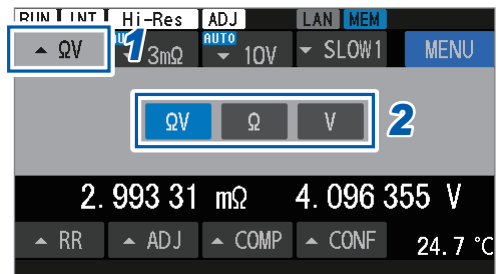 RUN INT Hi-Res ADJ LAN MEM
▲ ΩV 1 AUTO ▼ 3mΩ AUTO ▼ 10V ▼ SLOW1 MENU
ΩV Ω V 2
2.993 31 mΩ 4.096 355 V
▲ RR ▲ ADJ ▲ COMP ▲ CONF 24.7 °C